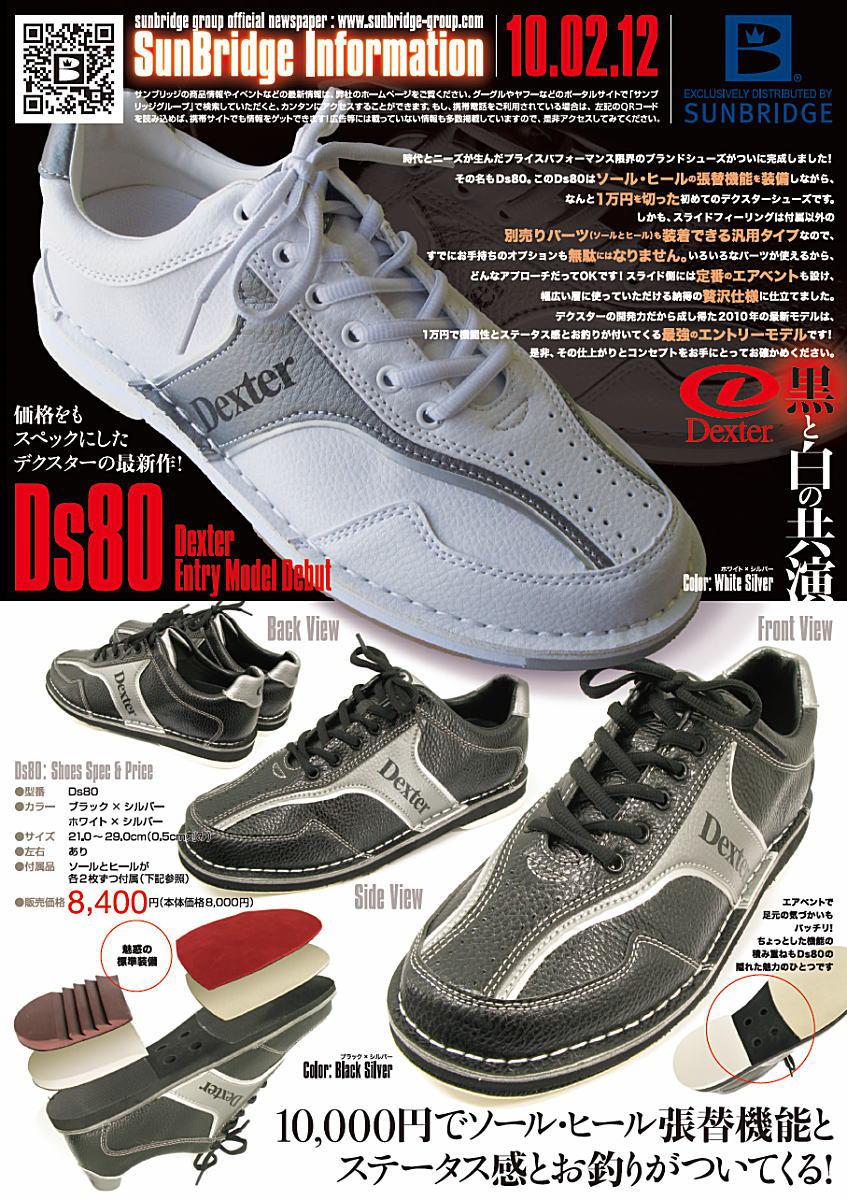 sunbridge group official newspaper : www.sunbridge-group.com
SunBridge Information
10.02.12
サンブリッジの商品情報やイベントなどの最新情報は、弊社のホームページをご覧ください。グーグルやヤフーなどのポータルサイトで「サンブ
リッジグループ」で検索していただくと、カンタンにアクセスすることができます。もし、携帯電話をご利用されている場合は、左記のQRコード
を読み込めば、携帯サイトでも情報をゲットできます!広告等には載っていない情報も多数掲載していますので、是非アクセスしてみてください。
B
EXCLUSIVELY DISTRIBUTED BY
SUNBRIDGE
時代とニーズが生んだプライスパフォーマンス限界のブランドシューズがついに完成しました!
その名もDs80。このDs80はソール・ヒールの張替機能を装備しながら、
なんと1万円を切った初めてのデクスターシューズです。
しかも、スライドフィーリングは付属以外の
別売りパーツ(ソールとヒール)も装着できる汎用タイプなので、
すでにお手持ちのオプションも無駄にはなりません。いろいろなパーツが使えるから、
どんなアプローチだってOKです!スライド側には定番のエアベントも設け、
幅広い層に使っていただける納得の贅沢仕様に仕立てました。
デクスターの開発力だから成し得た2010年の最新モデルは、
1万円で機能性とステータス感とお釣りが付いてくる最強のエントリーモデルです!
是非、その仕上がりとコンセプトをお手にとってお確かめください。
Dexter
Dexter
黒と白の共演
価格をも
スペックにした
デクスターの最新作!
Ds80
Dexter
Entry Model Debut
ホワイト×シルバー
Color: White Silver
Back View
Front View
Dexter
Dexter
Dexter
Ds80: Shoes Spec & Price
●型番 Ds80
●カラー ブラック×シルバー
ホワイト×シルバー
●サイズ 21.0~29.0cm(0.5cm刻み)
●左右 あり
●付属品 ソールとヒールが
各2枚ずつ付属(下記参照)
●販売価格 8,400円(本体価格8,000円)
Side View
魅惑の
標準装備
エアベントで
足元の気づかいも
バッチリ!
ちょっとした機能の
積み重ねもDs80の
隠れた魅力のひとつです
Dexter
ブラック×シルバー
Color: Black Silver
10,000円でソール・ヒール張替機能と
ステータス感とお釣りがついてくる!